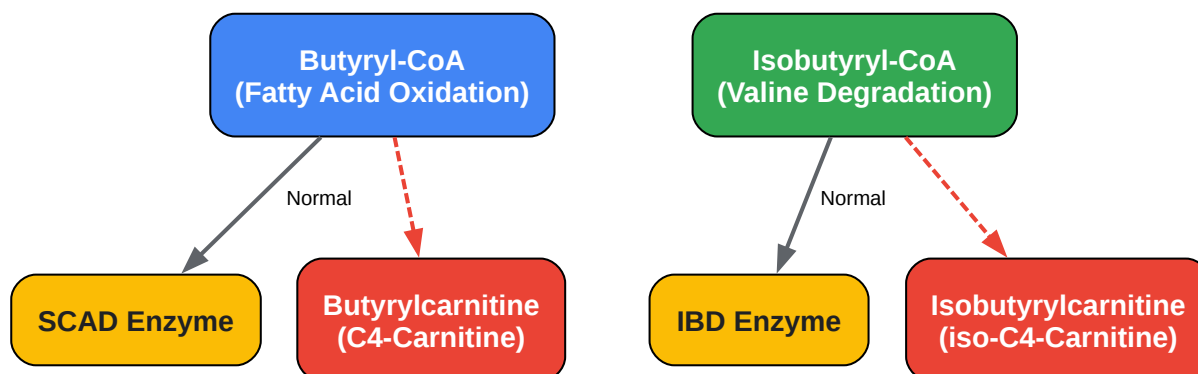 Butyryl-CoA
(Fatty Acid Oxidation)
Isobutyryl-CoA
(Valine Degradation)
Normal
Normal
SCAD Enzyme
Butyrylcarnitine
(C4-Carnitine)
IBD Enzyme
Isobutyrylcarnitine
(iso-C4-Carnitine)